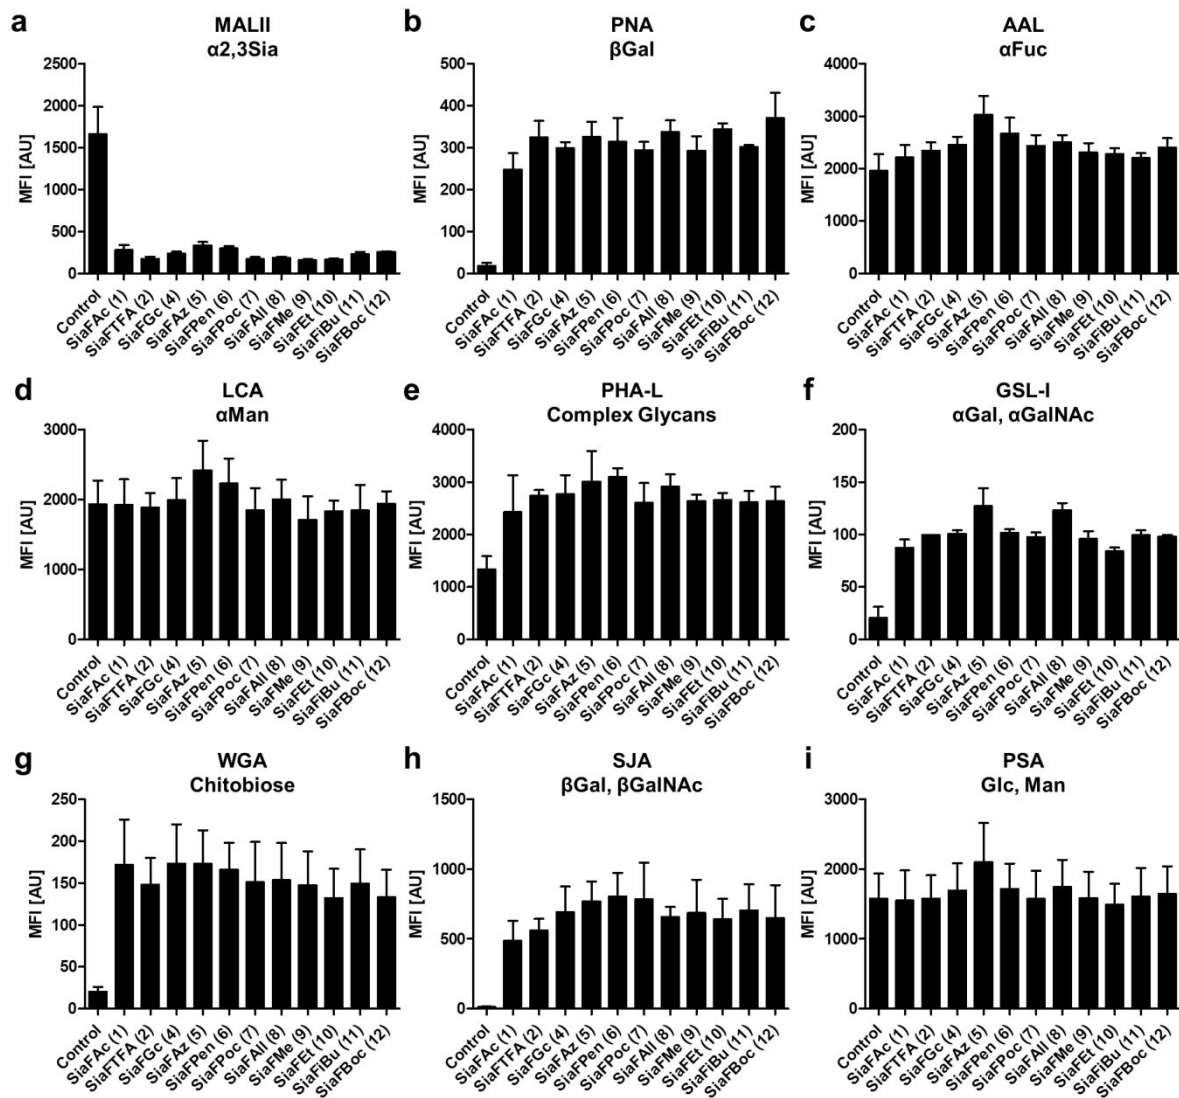 a
MALII
α2,3Sia
MFI [AU]
2500
2000
1500
1000
500
0
Control
SiaFAc (1)
SiaFTFA (2)
SiaFGc (4)
SiaFAz (5)
SiaFPen (6)
SiaFPoc (7)
SiaFAll (8)
SiaFMe (9)
SiaFEt (10)
SiaFiBu (11)
SiaFBoc (12)
b
PNA
βGal
MFI [AU]
500
400
300
200
100
0
Control
SiaFAc (1)
SiaFTFA (2)
SiaFGc (4)
SiaFAz (5)
SiaFPen (6)
SiaFPoc (7)
SiaFAll (8)
SiaFMe (9)
SiaFEt (10)
SiaFiBu (11)
SiaFBoc (12)
c
AAL
αFuc
MFI [AU]
4000
3000
2000
1000
0
Control
SiaFAc (1)
SiaFTFA (2)
SiaFGc (4)
SiaFAz (5)
SiaFPen (6)
SiaFPoc (7)
SiaFAll (8)
SiaFMe (9)
SiaFEt (10)
SiaFiBu (11)
SiaFBoc (12)
d
LCA
αMan
MFI [AU]
3000
2000
1000
0
Control
SiaFAc (1)
SiaFTFA (2)
SiaFGc (4)
SiaFAz (5)
SiaFPen (6)
SiaFPoc (7)
SiaFAll (8)
SiaFMe (9)
SiaFEt (10)
SiaFiBu (11)
SiaFBoc (12)
e
PHA-L
Complex Glycans
MFI [AU]
4000
3000
2000
1000
0
Control
SiaFAc (1)
SiaFTFA (2)
SiaFGc (4)
SiaFAz (5)
SiaFPen (6)
SiaFPoc (7)
SiaFAll (8)
SiaFMe (9)
SiaFEt (10)
SiaFiBu (11)
SiaFBoc (12)
f
GSL-I
αGal, αGalNAc
MFI [AU]
200
150
100
50
0
Control
SiaFAc (1)
SiaFTFA (2)
SiaFGc (4)
SiaFAz (5)
SiaFPen (6)
SiaFPoc (7)
SiaFAll (8)
SiaFMe (9)
SiaFEt (10)
SiaFiBu (11)
SiaFBoc (12)
g
WGA
Chitobiose
MFI [AU]
250
200
150
100
50
0
Control
SiaFAc (1)
SiaFTFA (2)
SiaFGc (4)
SiaFAz (5)
SiaFPen (6)
SiaFPoc (7)
SiaFAll (8)
SiaFMe (9)
SiaFEt (10)
SiaFiBu (11)
SiaFBoc (12)
h
SJA
βGal, βGalNAc
MFI [AU]
1500
1000
500
0
Control
SiaFAc (1)
SiaFTFA (2)
SiaFGc (4)
SiaFAz (5)
SiaFPen (6)
SiaFPoc (7)
SiaFAll (8)
SiaFMe (9)
SiaFEt (10)
SiaFiBu (11)
SiaFBoc (12)
i
PSA
Glc, Man
MFI [AU]
3000
2000
1000
0
Control
SiaFAc (1)
SiaFTFA (2)
SiaFGc (4)
SiaFAz (5)
SiaFPen (6)
SiaFPoc (7)
SiaFAll (8)
SiaFMe (9)
SiaFEt (10)
SiaFiBu (11)
SiaFBoc (12)